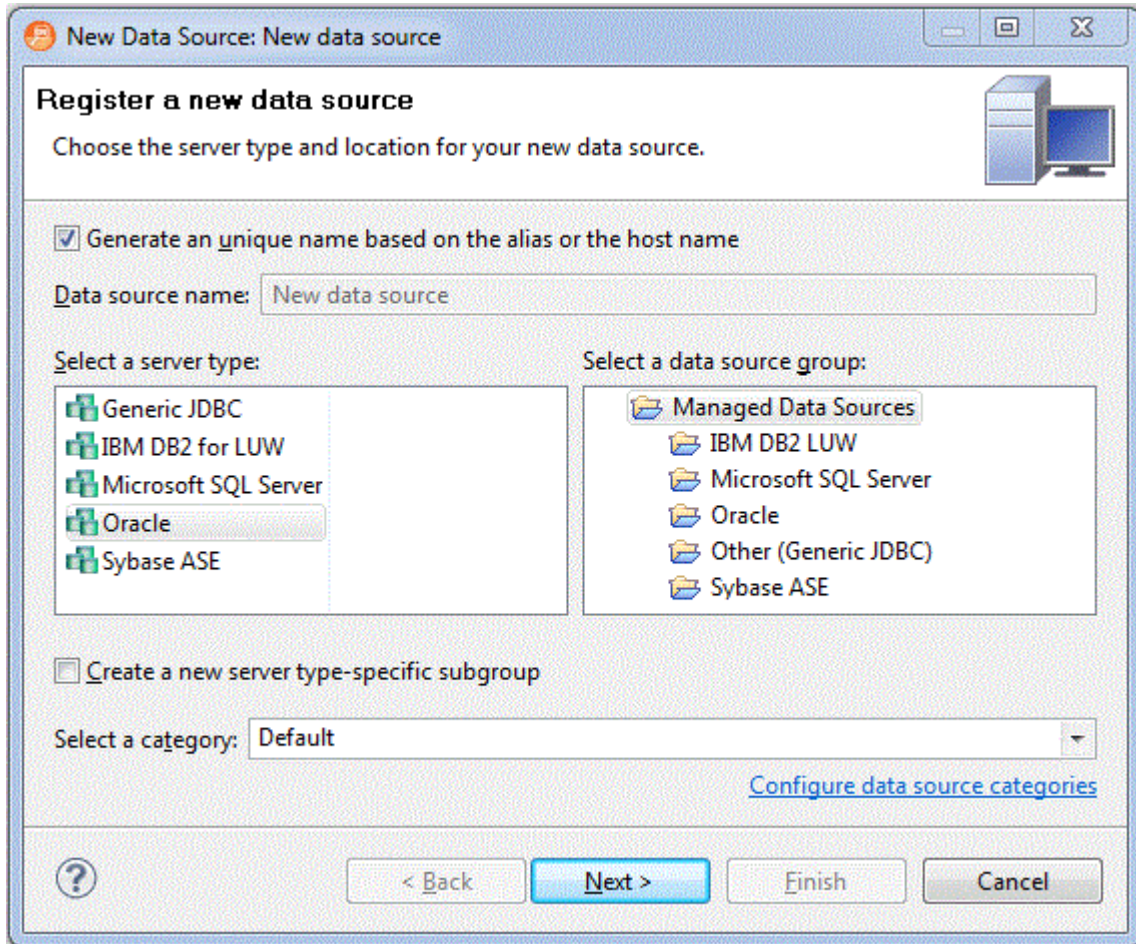 New Data Source: New data source
Register a new data source
Choose the server type and location for your new data source.
Generate an unique name based on the alias or the host name
Data source name: New data source
Select a server type:
Generic JDBC
IBM DB2 for LUW
Microsoft SQL Server
Oracle
Sybase ASE
Select a data source group:
Managed Data Sources
IBM DB2 LUW
Microsoft SQL Server
Oracle
Other (Generic JDBC)
Sybase ASE
Create a new server type-specific subgroup
Select a category: Default
Configure data source categories
? < Back Next > Finish Cancel